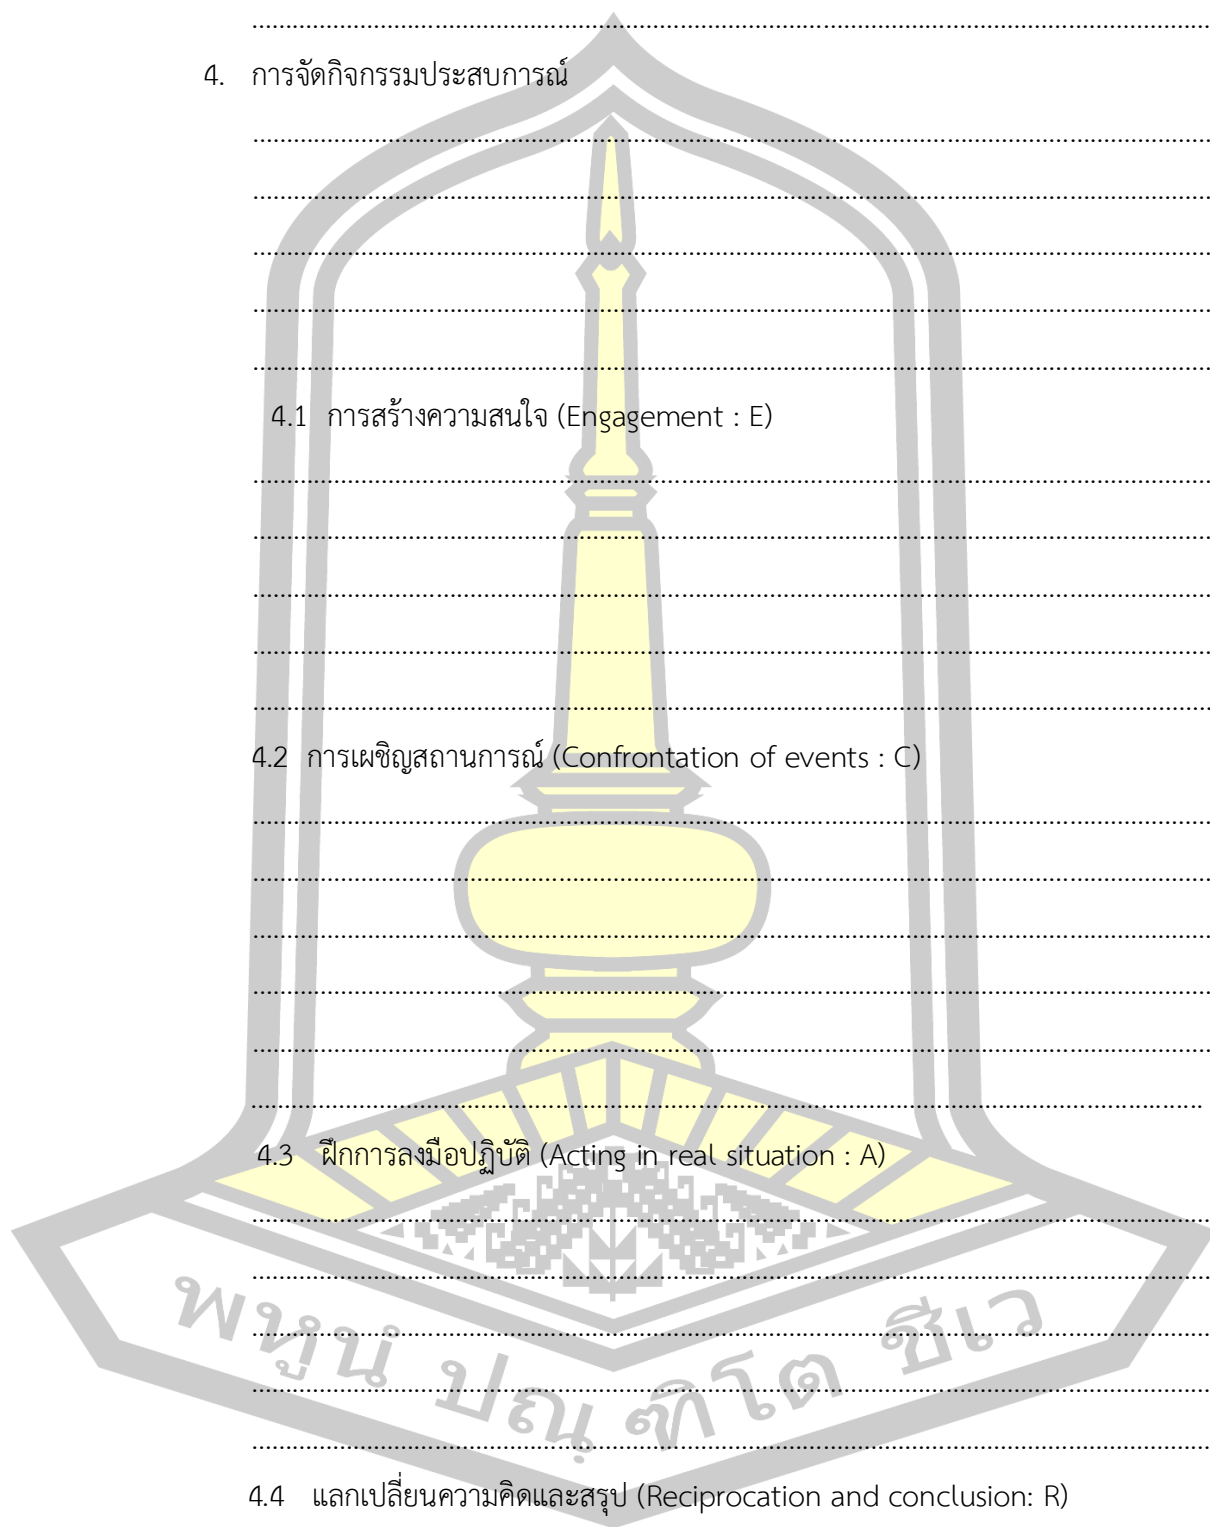 4. การจัดกิจกรรมประสบการณ์
4.1 การสร้างความสนใจ (Engagement : E)
4.2 การเผชิญสถานการณ์ (Confrontation of events : C)
4.3 ฝึกการลงมือปฏิบัติ (Acting in real situation : A)
พหูนํ ปณฺฑิโต ชีเว
4.4 แลกเปลี่ยนความคิดและสรุป (Reciprocation and conclusion: R)